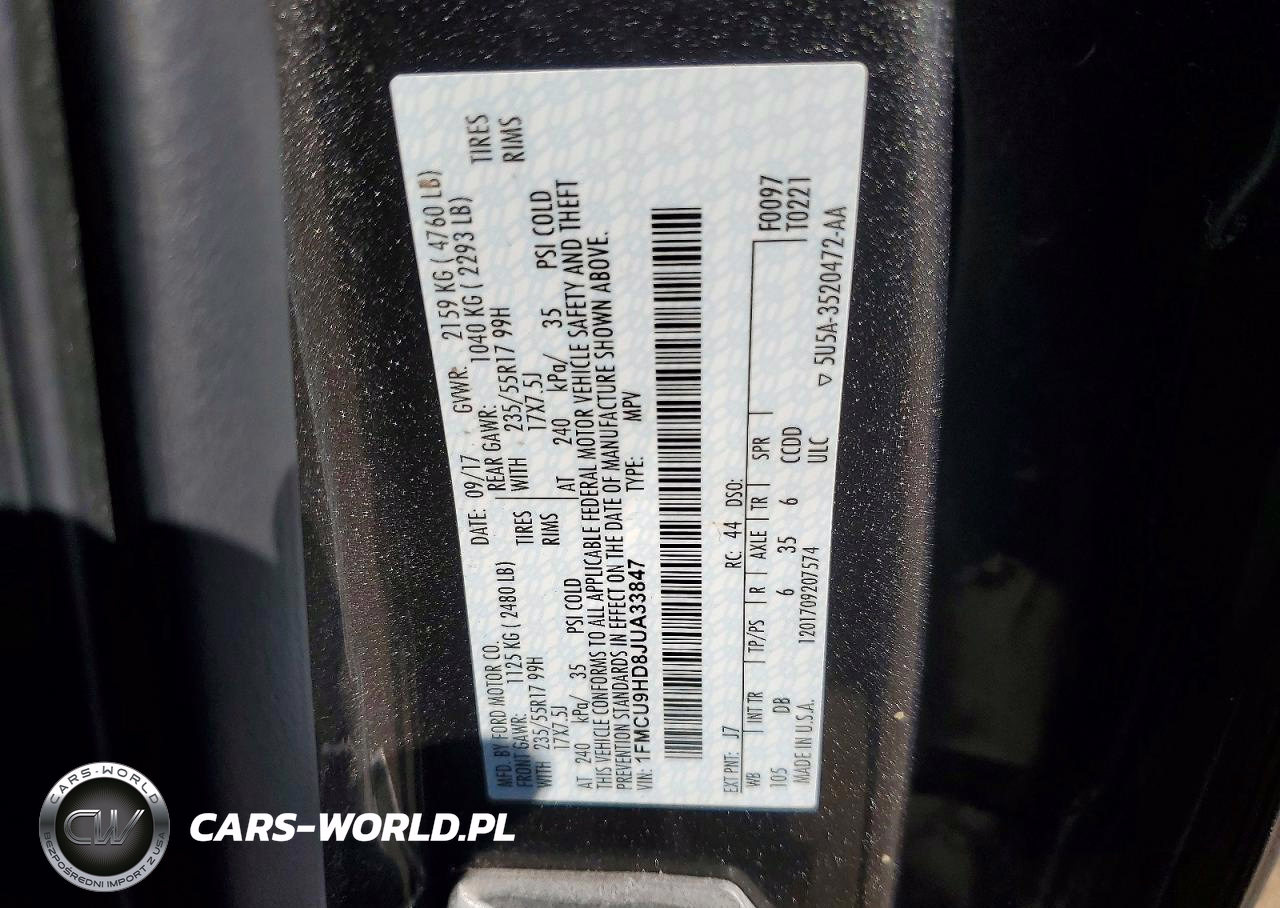 MFD. BY FORD MOTOR CO. DATE: 09/17 GVWR: 2159 KG ( 4760 LB)
FRONT GAWR: 1125 KG ( 2480 LB) REAR GAWR: 1040 KG ( 2293 LB)
WITH 235/55R17 99H TIRES WITH 235/55R17 99H TIRES
17X7.5J RIMS 17X7.5J RIMS
AT 240 kPa/ 35 PSI COLD AT 240 kPa/ 35 PSI COLD
THIS VEHICLE CONFORMS TO ALL APPLICABLE FEDERAL MOTOR VEHICLE SAFETY AND THEFT
PREVENTION STANDARDS IN EFFECT ON THE DATE OF MANUFACTURE SHOWN ABOVE.
VIN: 1FMCU9HD8JUA33847 TYPE: MPV
EXT PNT: J7 RC: 44 DSO:
WB INT TR TP/PS R AXLE TR SPR F0097
105 DB 6 35 6 CCDD T0221
MADE IN U.S.A. 1201709207574 ULC
▽ 5U5A-3520472-AA
CARS-WORLD
CW
BEZPOŚREDNI IMPORT Z USA
CARS-WORLD.PL